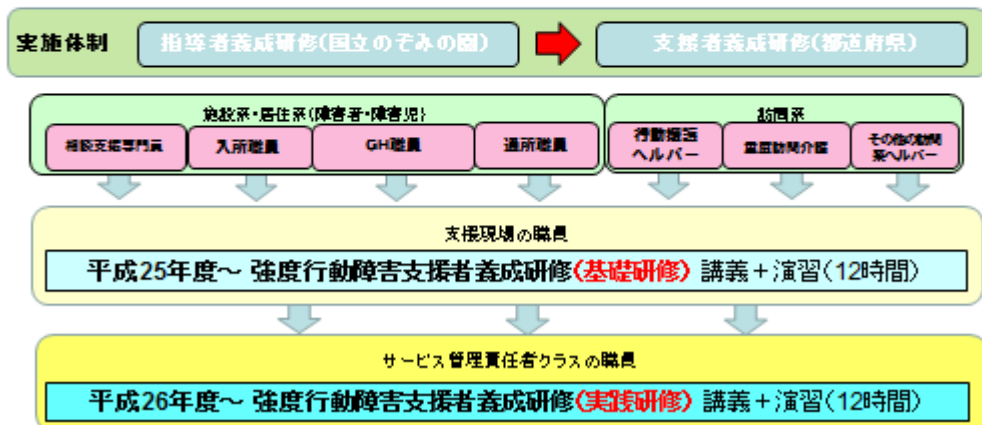 実施体制
指導者養成研修(国立のぞみの園)
支援者養成研修(都道府県)
施設系・居住系(障害者・障害児)
訪問系
相談支援専門員
入所職員
GH職員
通所職員
行動援護
ヘルパー
重度訪問介護
その他の訪問
系ヘルパー
支援現場の職員
平成25年度～ 強度行動障害支援者養成研修(基礎研修) 講義+演習(12時間)
サービス管理責任者クラスの職員
平成26年度～ 強度行動障害支援者養成研修(実践研修) 講義+演習(12時間)